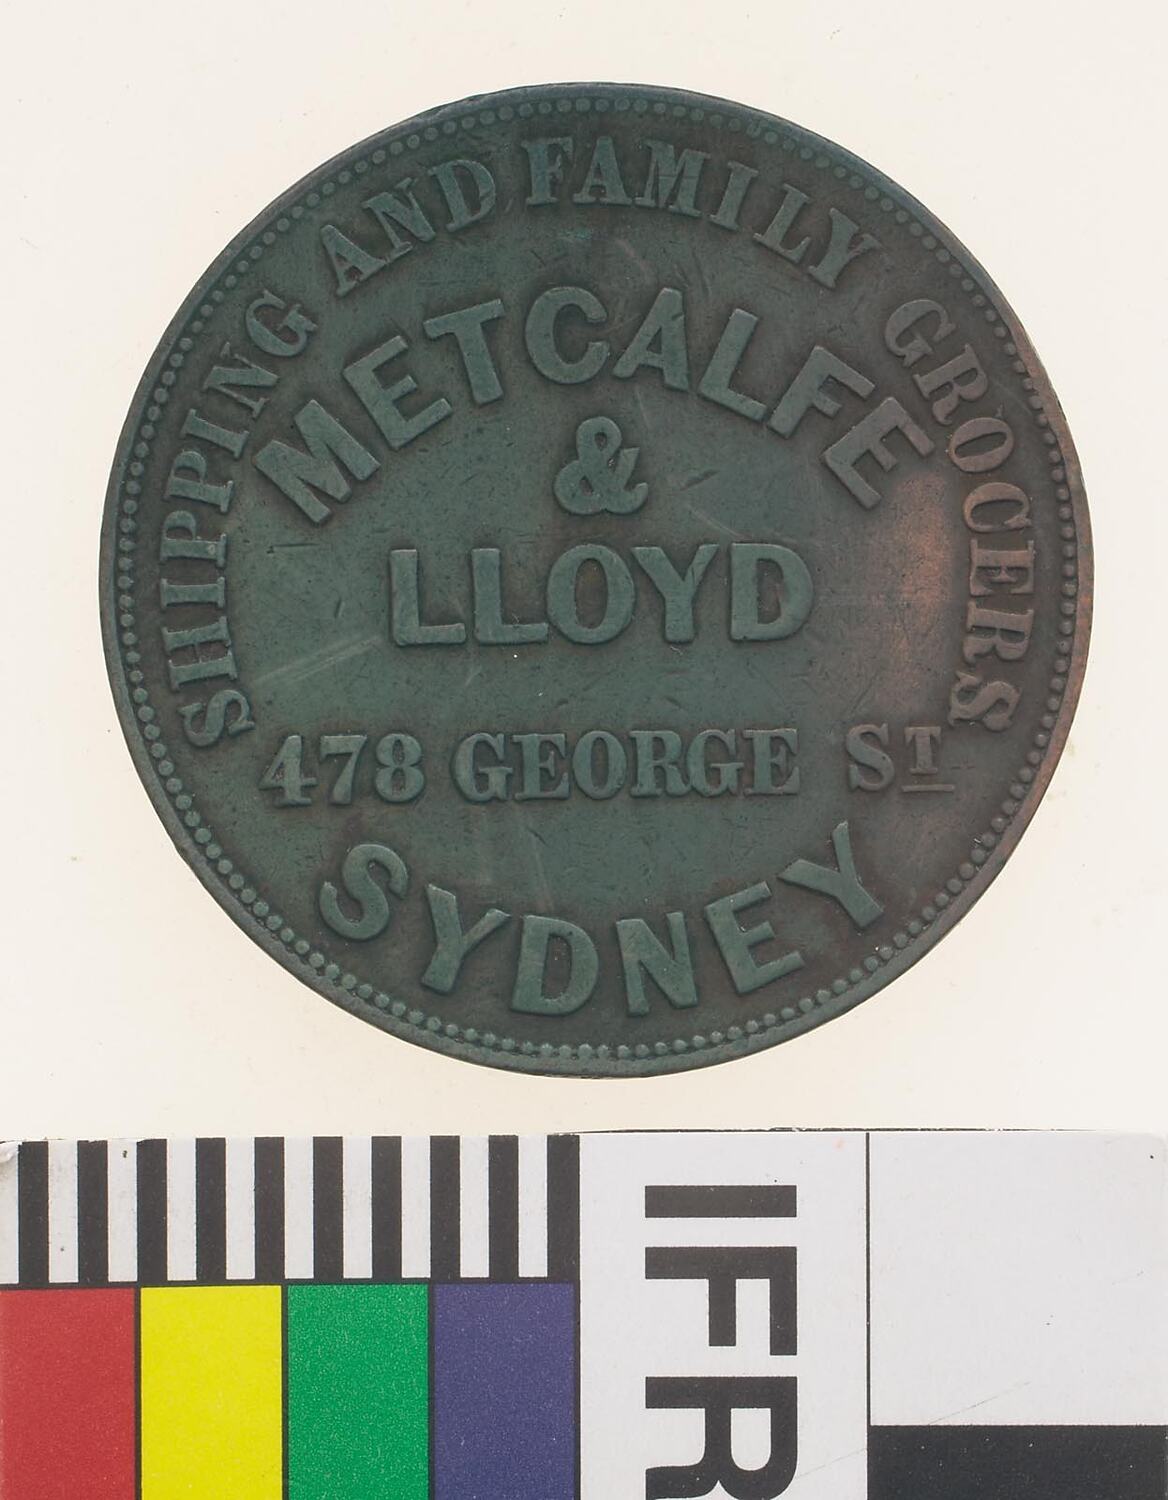 SHIPPING AND FAMILY GROCERS
METCALFE
&
LLOYD
478 GEORGE ST
SYDNEY
IFR